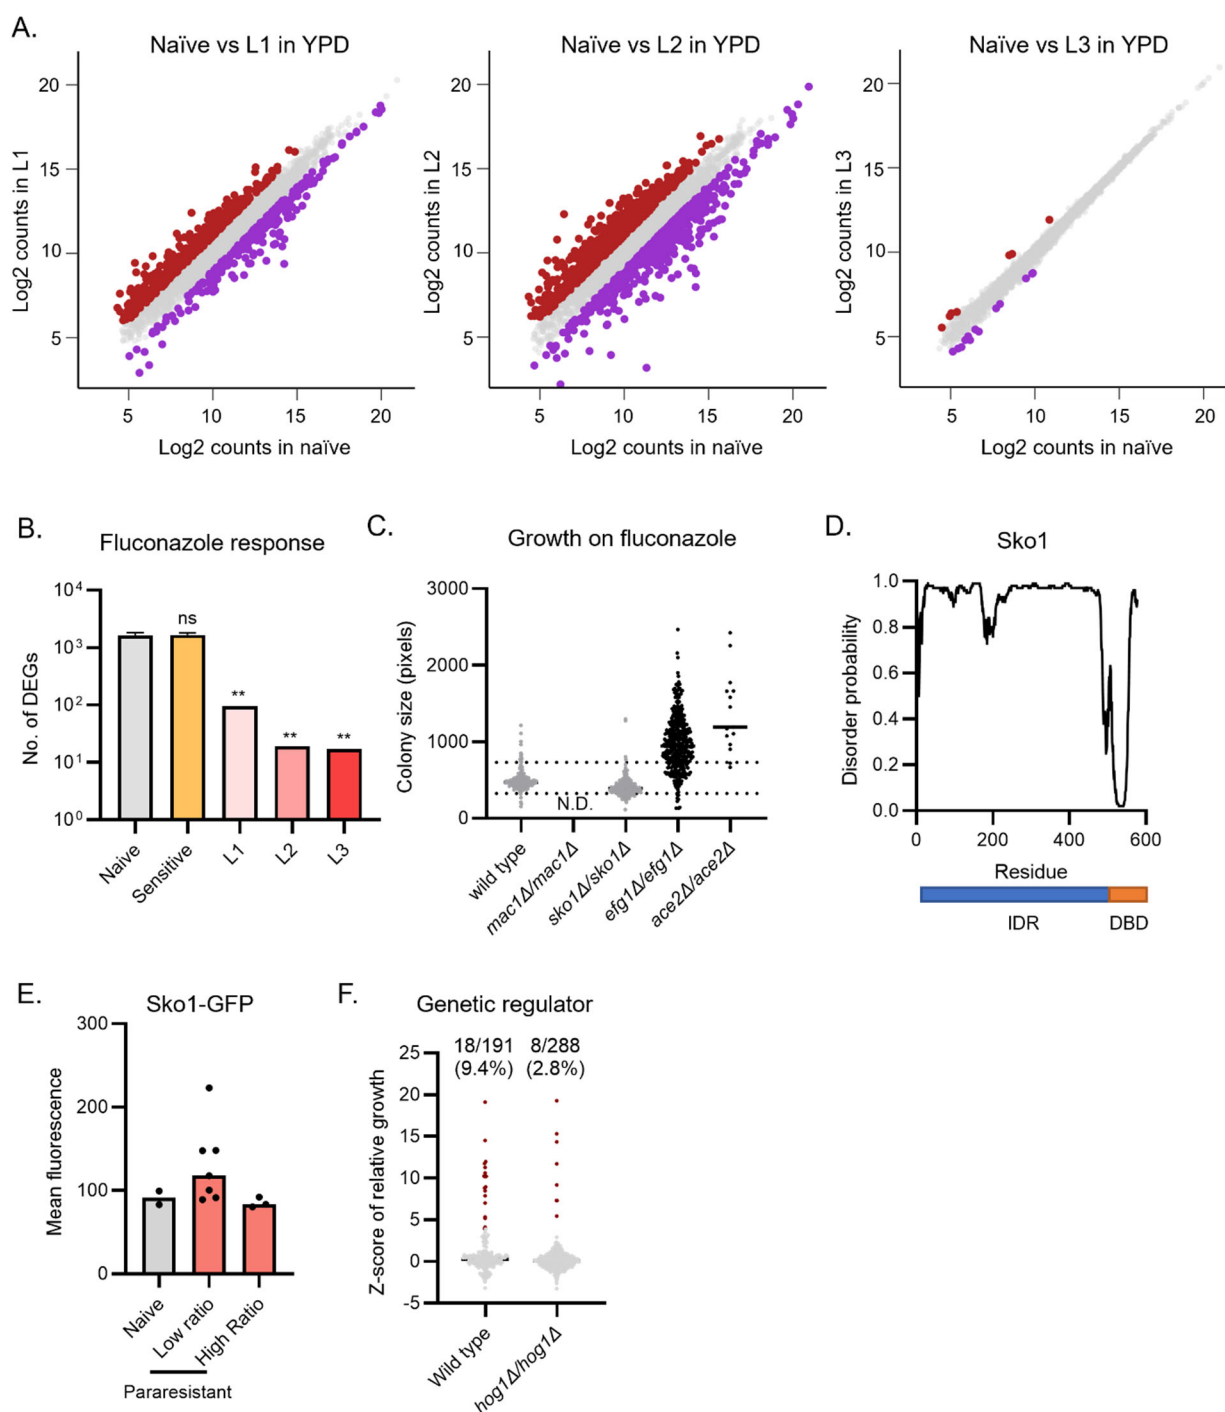 A.
Naïve vs L1 in YPD
Naïve vs L2 in YPD
Naïve vs L3 in YPD
Log2 counts in L1
20
15
10
5
5 10 15 20
Log2 counts in naïve
Log2 counts in L2
20
15
10
5
5 10 15 20
Log2 counts in naïve
Log2 counts in L3
20
15
10
5
5 10 15 20
Log2 counts in naïve
B.
Fluconazole response
No. of DEGs
10⁴
10³
10²
10¹
10⁰
ns
**
**
**
Naive
Sensitive
L1
L2
L3
C.
Growth on fluconazole
Colony size (pixels)
3000
2000
1000
0
N.D.
wild type
mac1Δ/mac1Δ
sko1Δ/sko1Δ
efg1Δ/efg1Δ
ace2Δ/ace2Δ
D.
Sko1
Disorder probability
1.0
0.8
0.6
0.4
0.2
0.0
0 200 400 600
Residue
IDR
DBD
E.
Sko1-GFP
Mean fluorescence
300
200
100
0
Naive
Low ratio
High Ratio
Pararesistant
F.
Genetic regulator
18/191 8/288
(9.4%) (2.8%)
Z-score of relative growth
25
20
15
10
5
0
-5
Wild type
hog1Δ/hog1Δ